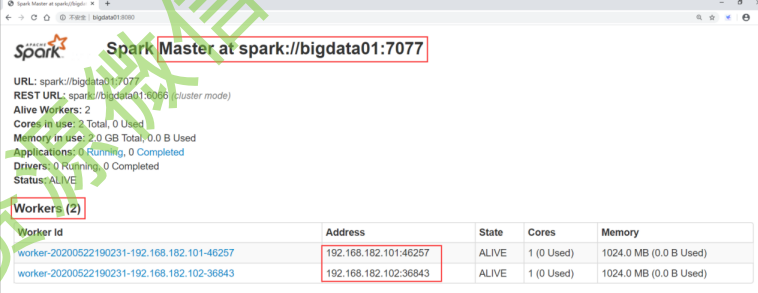 Spark Master at spark://bigd
不安全 | bigdata01:8080
APACHE
Spark
Spark Master at spark://bigdata01:7077
URL: spark://bigdata01:7077
REST URL: spark://bigdata01:6066 (cluster mode)
Alive Workers: 2
Cores in use: 2 Total, 0 Used
Memory in use: 2.0 GB Total, 0.0 B Used
Applications: 0 Running, 0 Completed
Drivers: 0 Running, 0 Completed
Status: ALIVE
Workers (2)
Worker Id Address State Cores Memory
worker-20200522190231-192.168.182.101-46257 192.168.182.101:46257 ALIVE 1 (0 Used) 1024.0 MB (0.0 B Used)
worker-20200522190231-192.168.182.102-36843 192.168.182.102:36843 ALIVE 1 (0 Used) 1024.0 MB (0.0 B Used)
源微信